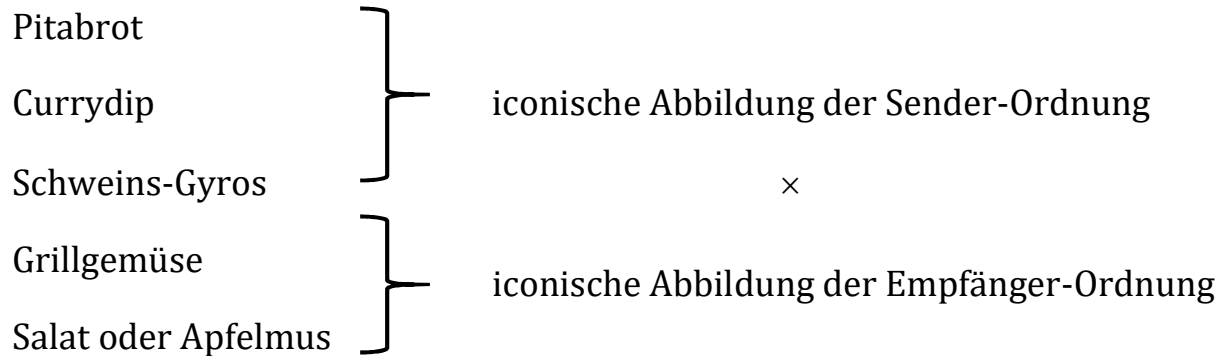 Pitabrot
Currydip iconische Abbildung der Sender-Ordnung
Schweins-Gyros ×
Grillgemüse
iconische Abbildung der Empfänger-Ordnung
Salat oder Apfelmus